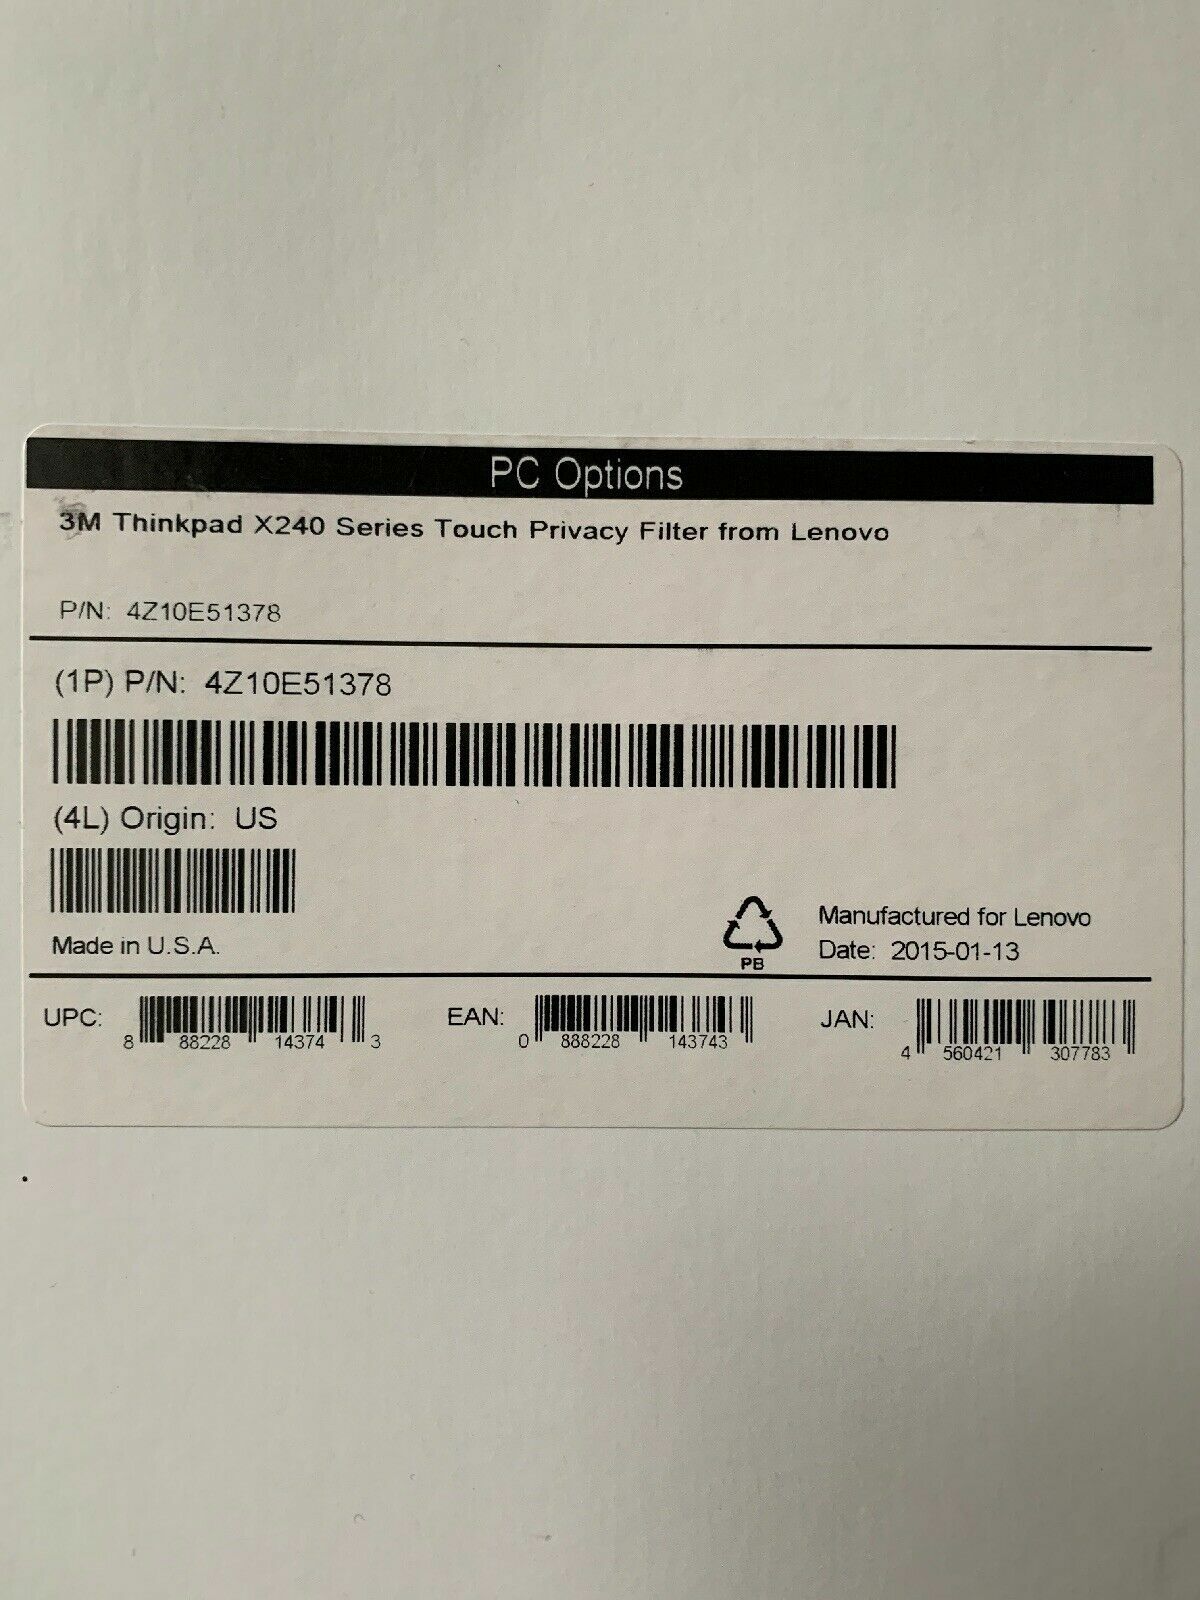 PC Options
3M Thinkpad X240 Series Touch Privacy Filter from Lenovo
P/N: 4Z10E51378
(1P) P/N: 4Z10E51378
(4L) Origin: US
Made in U.S.A.
PB
Manufactured for Lenovo
Date: 2015-01-13
UPC: 8 88228 14374 3
EAN: 0 888228 143743
JAN: 4 560421 307783